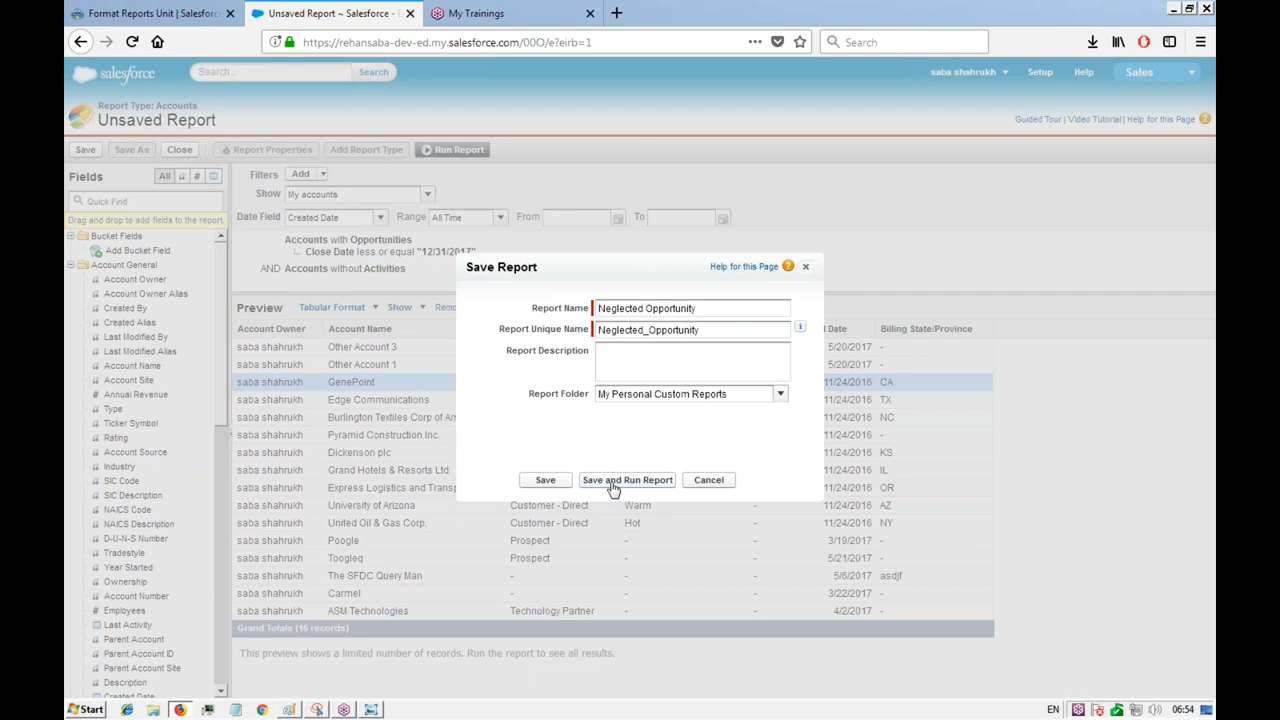 Format Reports Unit | Salesforc
Unsaved Report ~ Salesforce - D
My Trainings
https://rehansaba-dev-ed.my.salesforce.com/00O/e?eirb=1
Search
salesforce
Search...
Search
saba shahrukh
Setup
Help
Sales
Report Type: Accounts
Unsaved Report
Guided Tour | Video Tutorial | Help for this Page
Save
Save As
Close
Report Properties
Add Report Type
Run Report
Fields
All
#
Quick Find
Drag and drop to add fields to the report.
Bucket Fields
Add Bucket Field
Account General
Account Owner
Account Owner Alias
Created By
Created Alias
Last Modified By
Last Modified Alias
Account Name
Account Site
# Annual Revenue
Type
Ticker Symbol
Rating
Account Source
Industry
SIC Code
SIC Description
NAICS Code
NAICS Description
D-U-N-S Number
Tradestyle
Year Started
Ownership
Account Number
# Employees
Last Activity
Parent Account
Parent Account ID
Parent Account Site
Description
Created Date
Filters Add
Show My accounts
Date Field Created Date Range All Time From To
Accounts with Opportunities
Close Date less or equal "12/31/2017"
AND Accounts without Activities
Preview Tabular Format Show Remo
Account Owner Account Name d Date Billing State/Province
saba shahrukh Other Account 3 5/20/2017 -
saba shahrukh Other Account 1 5/20/2017 -
saba shahrukh GenePoint 11/24/2016 CA
saba shahrukh Edge Communications 11/24/2016 TX
saba shahrukh Burlington Textiles Corp of Am 11/24/2016 NC
saba shahrukh Pyramid Construction Inc. 11/24/2016 -
saba shahrukh Dickenson plc 11/24/2016 KS
saba shahrukh Grand Hotels & Resorts Ltd 11/24/2016 IL
saba shahrukh Express Logistics and Transp 11/24/2016 OR
saba shahrukh University of Arizona Customer - Direct Warm - 11/24/2016 AZ
saba shahrukh United Oil & Gas Corp. Customer - Direct Hot - 11/24/2016 NY
saba shahrukh Poogle Prospect - - 3/19/2017 -
saba shahrukh Toogleq Prospect - - 5/21/2017 -
saba shahrukh The SFDC Query Man - - - 5/6/2017 asdjf
saba shahrukh Carmel - - - 3/22/2017 -
saba shahrukh ASM Technologies Technology Partner - - 4/2/2017 -
Grand Totals (16 records)
This preview shows a limited number of records. Run the report to see all results.
Save Report
Help for this Page
Report Name Neglected Opportunity
Report Unique Name Neglected_Opportunity
Report Description
Report Folder My Personal Custom Reports
Save
Save and Run Report
Cancel
Start
EN
06:54